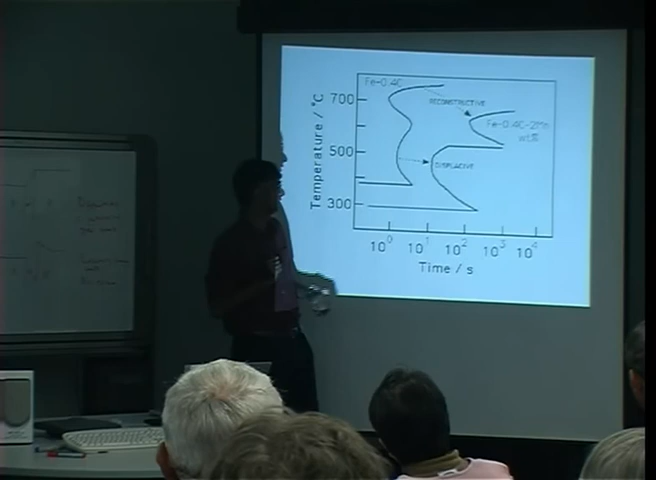 Fe-0.4C
RECONSTRUCTIVE
Fe-0.4C-2Mn
wt%
DISPLACIVE
Temperature / °C
700
500
300
10⁰ 10¹ 10² 10³ 10⁴
Time / s